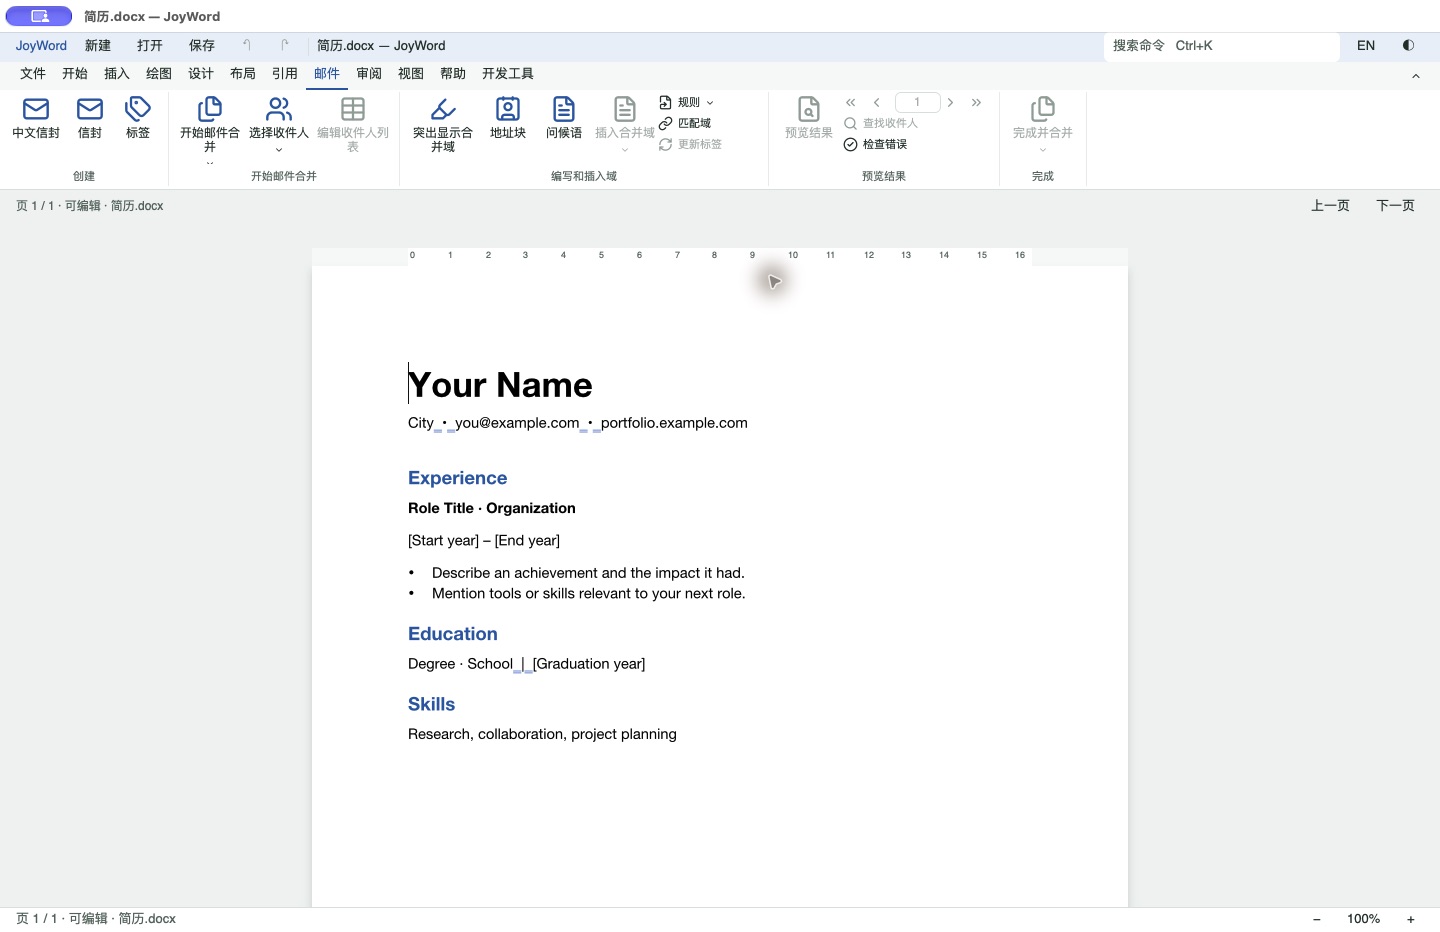 简历.docx — JoyWord
JoyWord 新建 打开 保存 简历.docx — JoyWord 搜索命令 Ctrl+K EN
文件 开始 插入 绘图 设计 布局 引用 邮件 审阅 视图 帮助 开发工具
中文信封 信封 标签
开始邮件合并 选择收件人 编辑收件人列表
突出显示合并域 地址块 问候语 插入合并域
规则
匹配域
更新标签
预览结果
1
查找收件人
检查错误
完成并合并
创建 开始邮件合并 编写和插入域 预览结果 完成
页 1 / 1 · 可编辑 · 简历.docx 上一页 下一页
0 1 2 3 4 5 6 7 8 9 10 11 12 13 14 15 16
Your Name
City • you@example.com • portfolio.example.com
Experience
Role Title · Organization
[Start year] – [End year]
• Describe an achievement and the impact it had.
• Mention tools or skills relevant to your next role.
Education
Degree · School | [Graduation year]
Skills
Research, collaboration, project planning
页 1 / 1 · 可编辑 · 简历.docx − 100% +